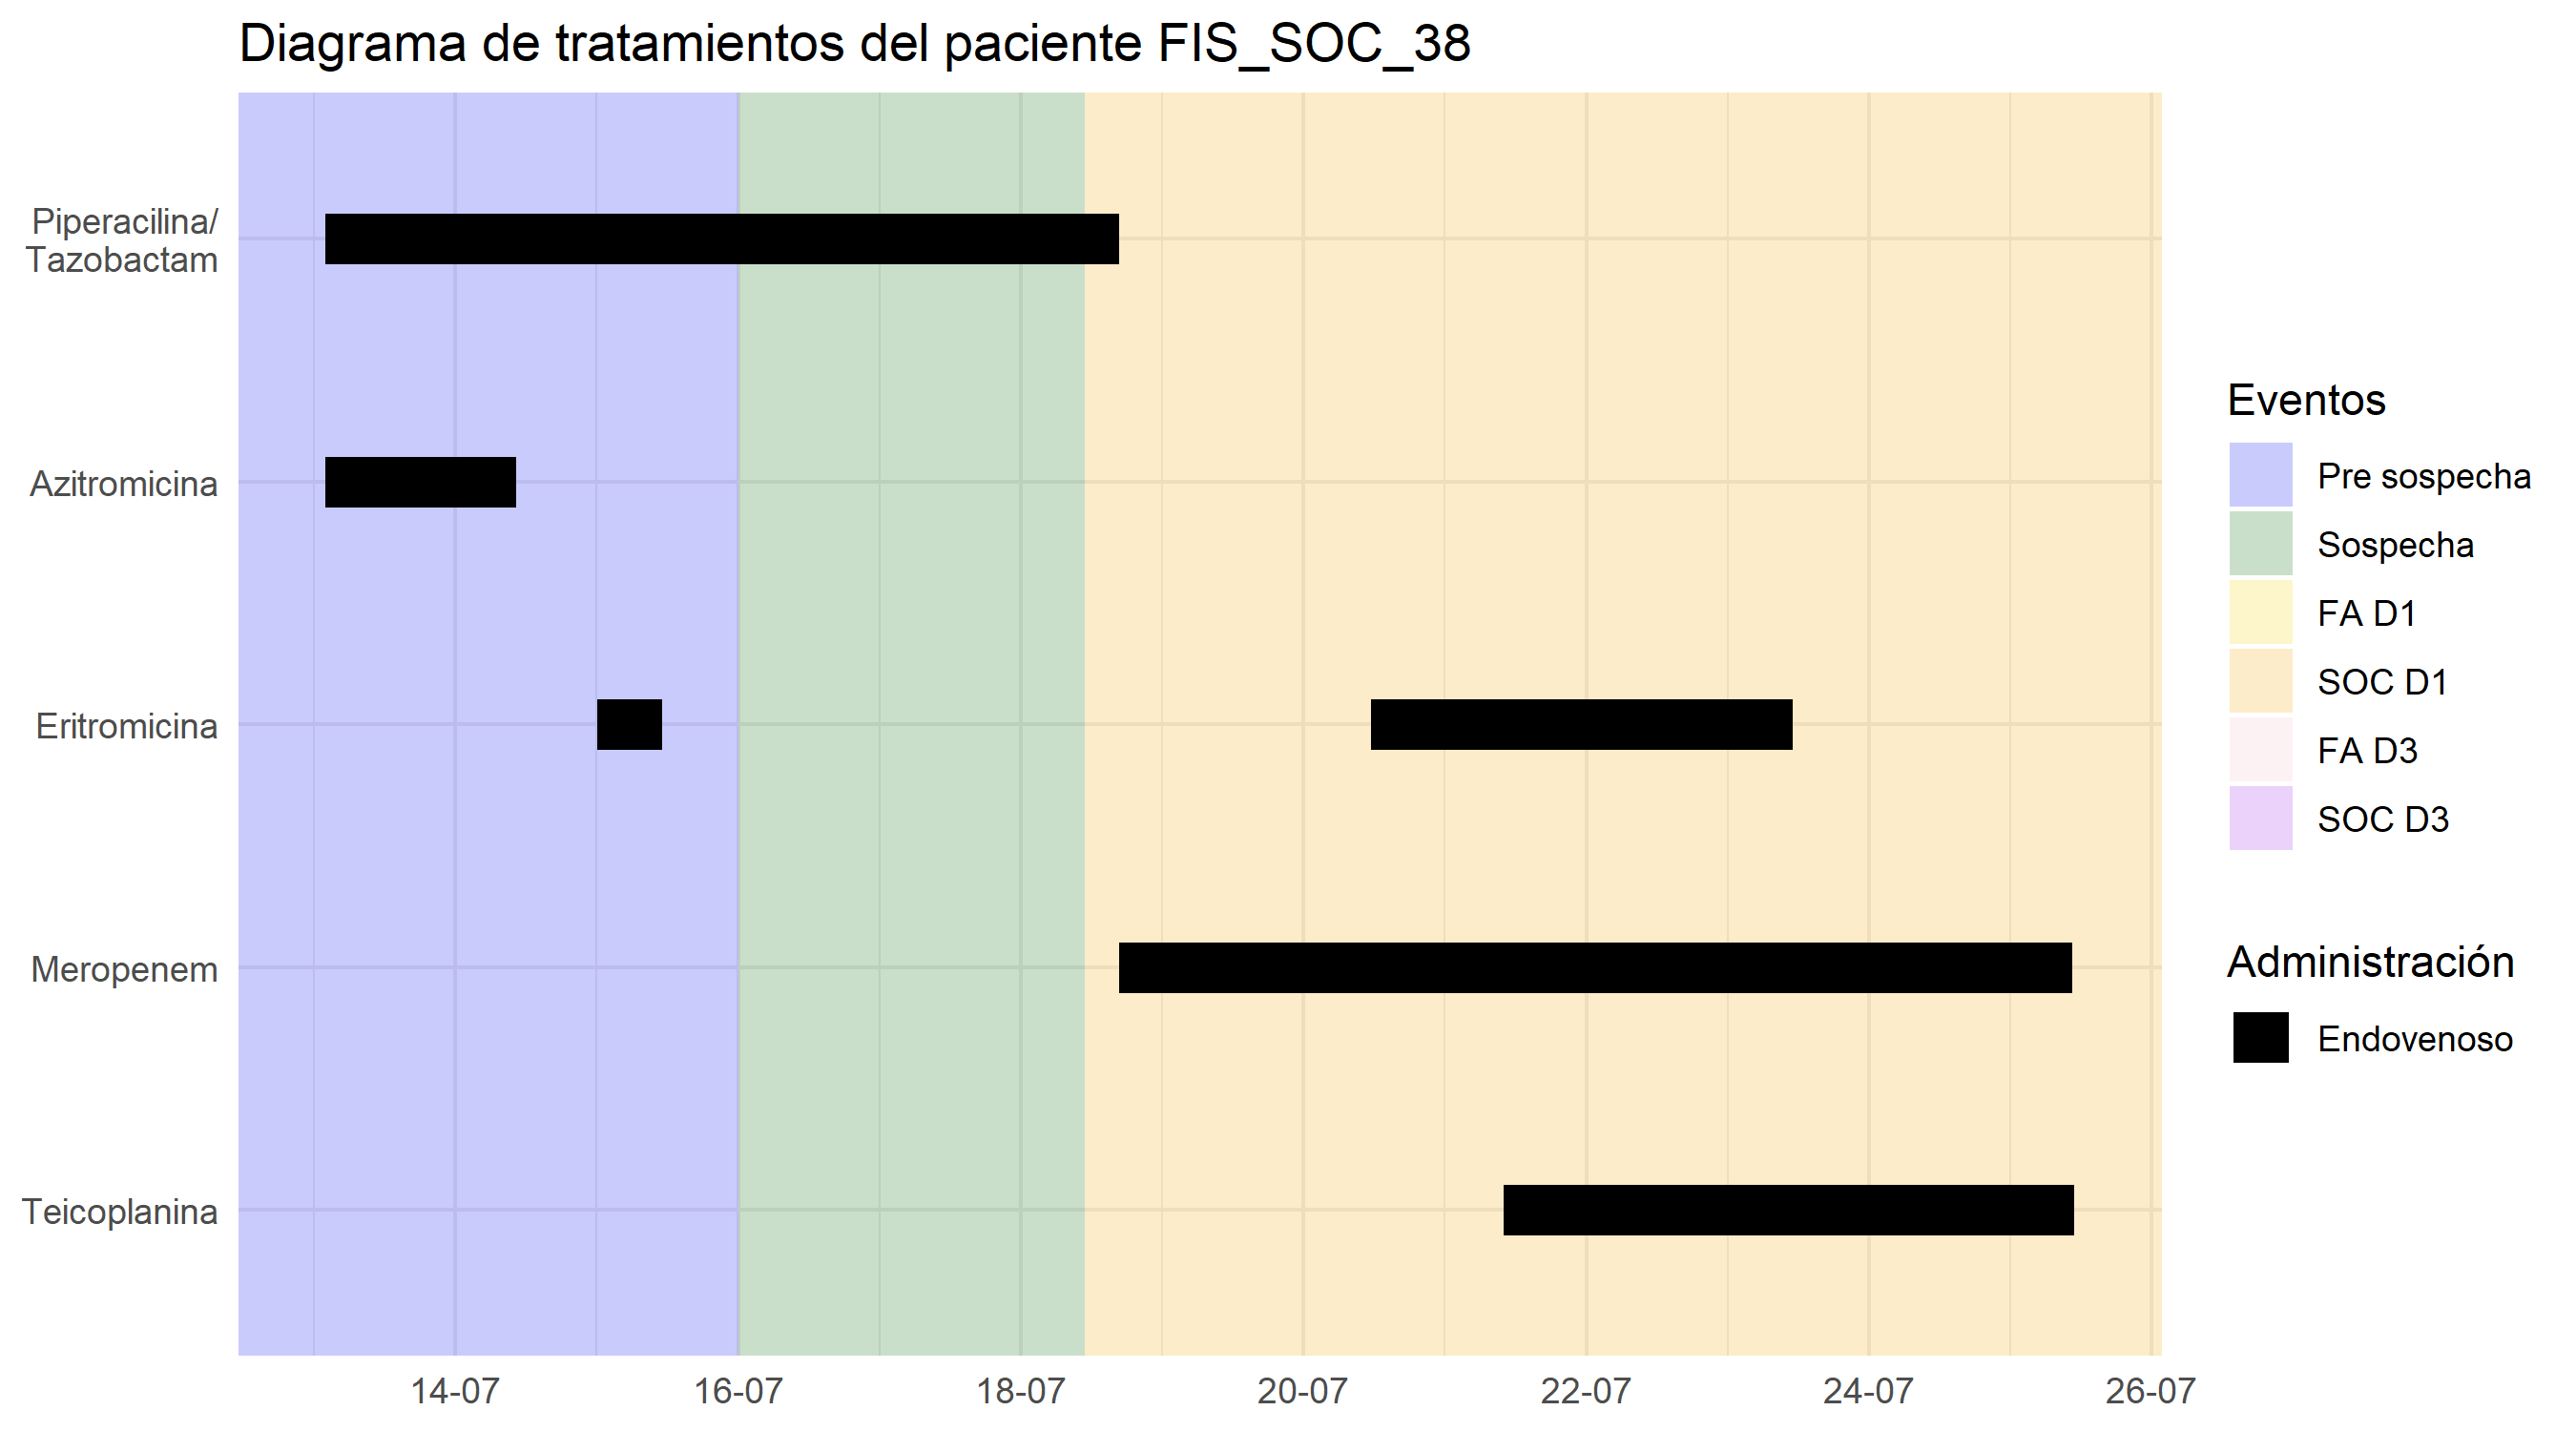 Diagrama de tratamientos del paciente FIS_SOC_38
Piperacilina/
Tazobactam
Azitromicina
Eritromicina
Meropenem
Teicoplanina
14-07
16-07
18-07
20-07
22-07
24-07
26-07
Eventos
Pre sospecha
Sospecha
FA D1
SOC D1
FA D3
SOC D3
Administración
Endovenoso